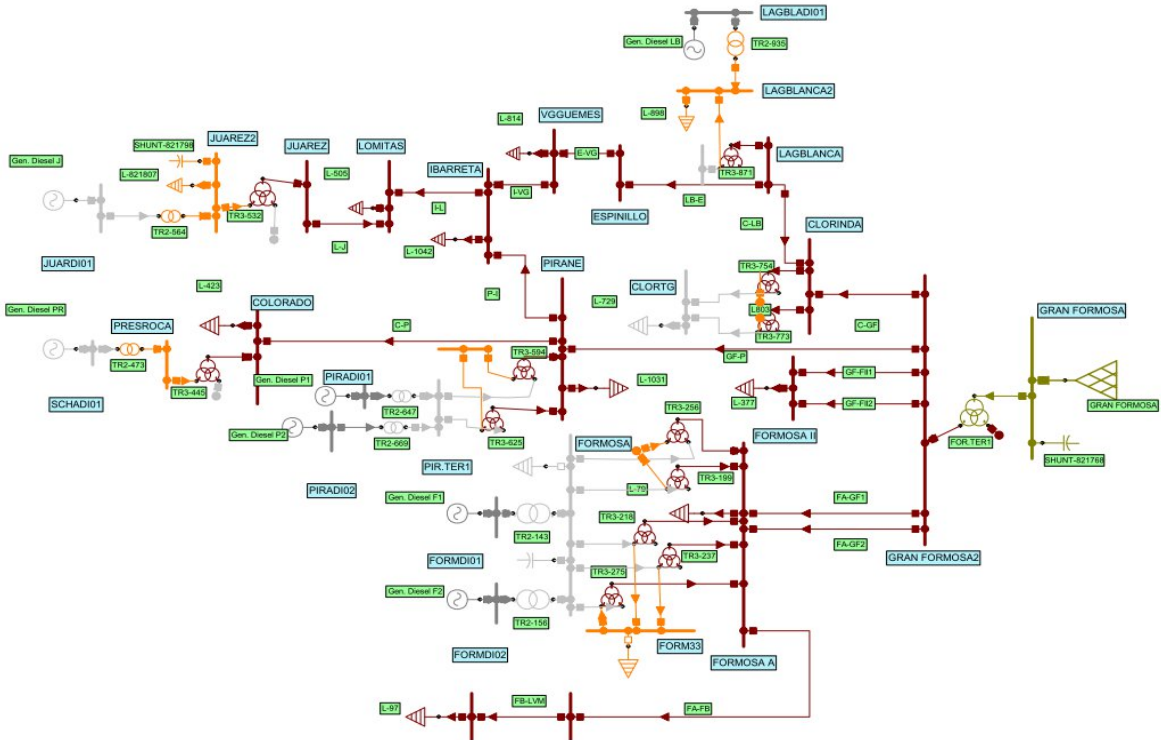 LAGBLADI01
Gen. Diesel LB
TR2-935
LAGBLANCA2
L-898
L-814
VGGUEMES
SHUNT-821798
JUAREZ2
JUAREZ
LOMITAS
E-VG
LAGBLANCA
Gen. Diesel J
IBARRETA
TR3-871
L-821807
L-505
I-VG
LB-E
I-L
ESPINILLO
TR3-532
C-LB
CLORINDA
TR2-564
L-J
L-1042
JUARDI01
PIRANE
TR3-754
CLORTG
L-423
P-I
L-729
COLORADO
Gen. Diesel PR
L803
GRAN FORMOSA
PRESROCA
C-P
TR3-773
C-GF
TR3-594
GF-P
TR2-473
GF-FII1
TR3-445
Gen. Diesel P1
PIRADI01
L-1031
L-377
GRAN FORMOSA
SCHADI01
TR2-647
GF-FII2
TR3-256
Gen. Diesel P2
TR3-625
FORMOSA
FORMOSA II
FOR.TER1
TR2-669
SHUNT-821768
PIR.TER1
TR3-199
PIRADI02
L-79
Gen. Diesel F1
FA-GF1
TR3-218
TR2-143
FA-GF2
TR3-237
FORMDI01
GRAN FORMOSA2
TR3-275
Gen. Diesel F2
TR2-156
FORM33
FORMDI02
FORMOSA A
FB-LVM
L-97
FA-FB